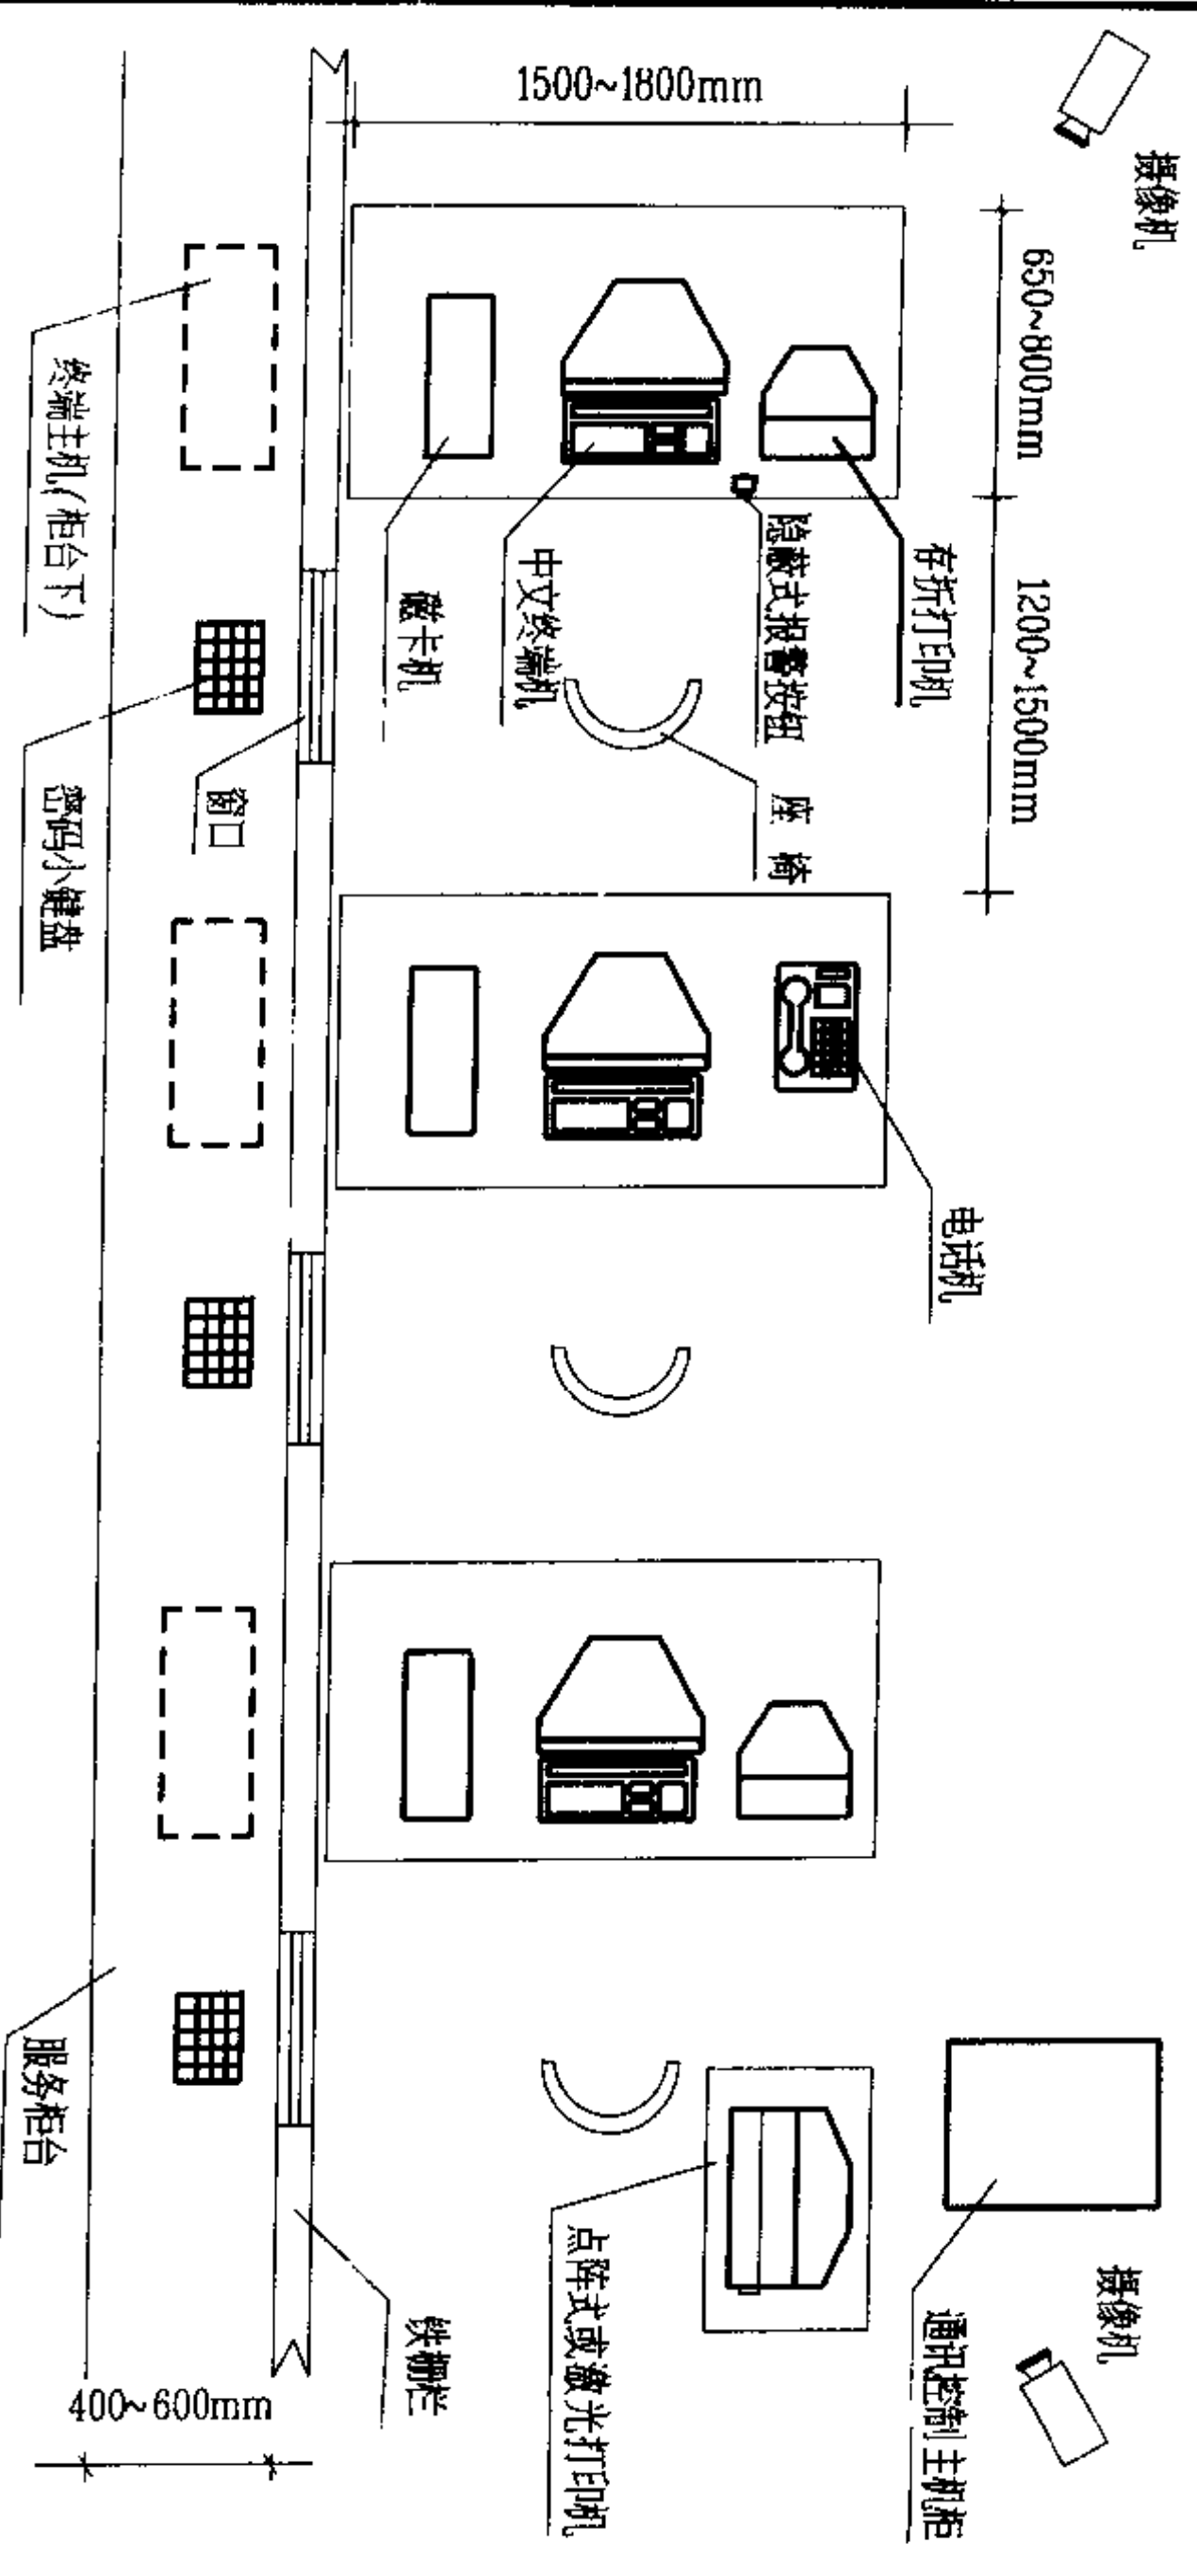 1500~1800mm
摄像机
650~800mm
1200~1500mm
存折打印机
隐蔽式报警按钮
中文终端机
磁卡机
终端主机(柜台下)
座 椅
窗口
密码小键盘
电话机
服务柜台
铁栅栏
点阵式或激光打印机
通讯控制主机柜
摄像机
400~600mm